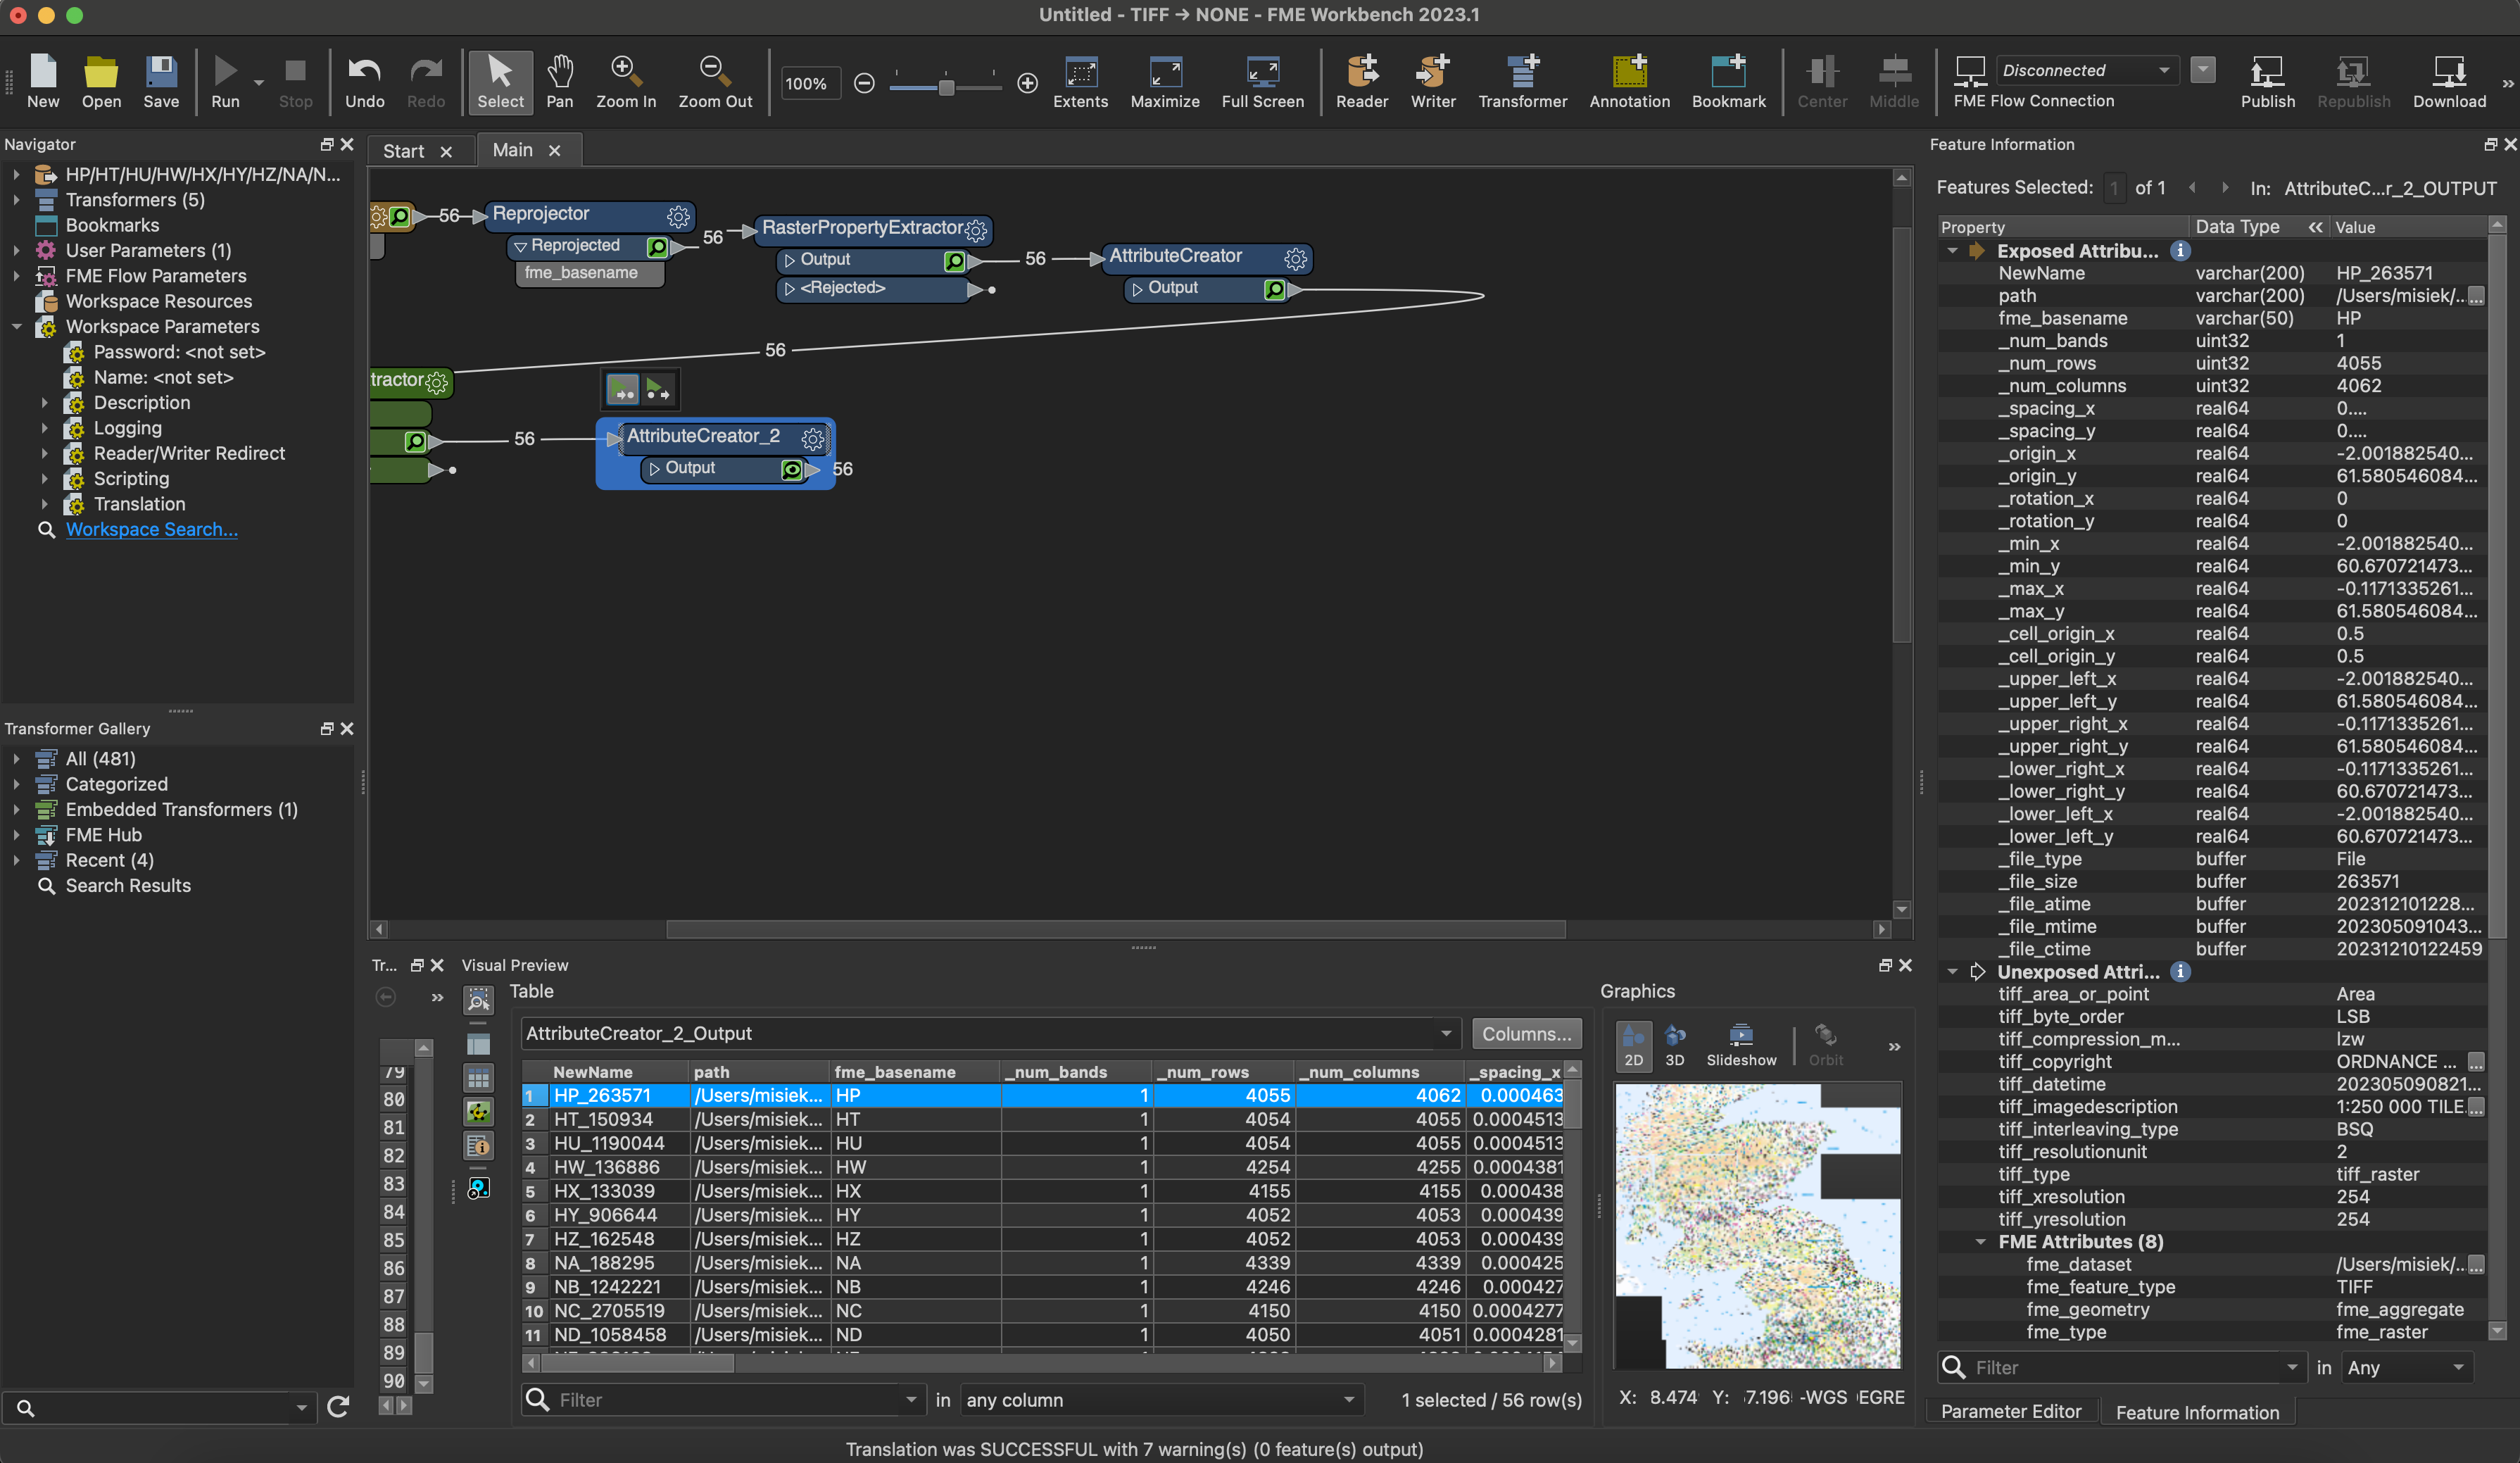 Untitled - TIFF → NONE - FME Workbench 2023.1
New
Open
Save
Run
Stop
Undo
Redo
Select
Pan
Zoom In
Zoom Out
100%
Extents
Maximize
Full Screen
Reader
Writer
Transformer
Annotation
Bookmark
Center
Middle
Disconnected
FME Flow Connection
Publish
Republish
Download
Navigator
HP/HT/HU/HW/HX/HY/HZ/NA/N...
Transformers (5)
Bookmarks
User Parameters (1)
FME Flow Parameters
Workspace Resources
Workspace Parameters
Password: <not set>
Name: <not set>
Description
Logging
Reader/Writer Redirect
Scripting
Translation
Workspace Search...
Transformer Gallery
All (481)
Categorized
Embedded Transformers (1)
FME Hub
Recent (4)
Search Results
Start
Main
56
Reprojector
Reprojected
fme_basename
56
RasterPropertyExtractor
Output
<Rejected>
56
AttributeCreator
Output
56
tractor
56
AttributeCreator_2
Output
56
Tr...
79
80
81
82
83
84
85
86
87
88
89
90
Visual Preview
Table
AttributeCreator_2_Output
Columns...
NewName path fme_basename _num_bands _num_rows _num_columns _spacing_x
1 HP_263571 /Users/misiek... HP 1 4055 4062 0.000463
2 HT_150934 /Users/misiek... HT 1 4054 4055 0.0004513
3 HU_1190044 /Users/misiek... HU 1 4054 4055 0.0004513
4 HW_136886 /Users/misiek... HW 1 4254 4255 0.0004381
5 HX_133039 /Users/misiek... HX 1 4155 4155 0.000438
6 HY_906644 /Users/misiek... HY 1 4052 4053 0.000439
7 HZ_162548 /Users/misiek... HZ 1 4052 4053 0.000439
8 NA_188295 /Users/misiek... NA 1 4339 4339 0.000425
9 NB_1242221 /Users/misiek... NB 1 4246 4246 0.000427
10 NC_2705519 /Users/misiek... NC 1 4150 4150 0.0004277
11 ND_1058458 /Users/misiek... ND 1 4050 4051 0.0004281
Filter
in
any column
1 selected / 56 row(s)
Graphics
2D
3D
Slideshow
Orbit
X: 8.474 Y: 7.196 -WGS EGRE
Feature Information
Features Selected: 1 of 1 In: AttributeC...r_2_OUTPUT
Property Data Type Value
Exposed Attribu...
NewName varchar(200) HP_263571
path varchar(200) /Users/misiek/... ...
fme_basename varchar(50) HP
_num_bands uint32 1
_num_rows uint32 4055
_num_columns uint32 4062
_spacing_x real64 0....
_spacing_y real64 0....
_origin_x real64 -2.001882540...
_origin_y real64 61.580546084...
_rotation_x real64 0
_rotation_y real64 0
_min_x real64 -2.001882540...
_min_y real64 60.670721473...
_max_x real64 -0.1171335261...
_max_y real64 61.580546084...
_cell_origin_x real64 0.5
_cell_origin_y real64 0.5
_upper_left_x real64 -2.001882540...
_upper_left_y real64 61.580546084...
_upper_right_x real64 -0.1171335261...
_upper_right_y real64 61.580546084...
_lower_right_x real64 -0.1171335261...
_lower_right_y real64 60.670721473...
_lower_left_x real64 -2.001882540...
_lower_left_y real64 60.670721473...
_file_type buffer File
_file_size buffer 263571
_file_atime buffer 202312101228...
_file_mtime buffer 202305091043...
_file_ctime buffer 20231210122459
Unexposed Attri...
tiff_area_or_point Area
tiff_byte_order LSB
tiff_compression_m... lzw
tiff_copyright ORDNANCE ... ...
tiff_datetime 202305090821...
tiff_imagedescription 1:250 000 TILE ...
tiff_interleaving_type BSQ
tiff_resolutionunit 2
tiff_type tiff_raster
tiff_xresolution 254
tiff_yresolution 254
FME Attributes (8)
fme_dataset /Users/misiek/... ...
fme_feature_type TIFF
fme_geometry fme_aggregate
fme_type fme_raster
Filter
in
Any
Parameter Editor
Feature Information
Translation was SUCCESSFUL with 7 warning(s) (0 feature(s) output)